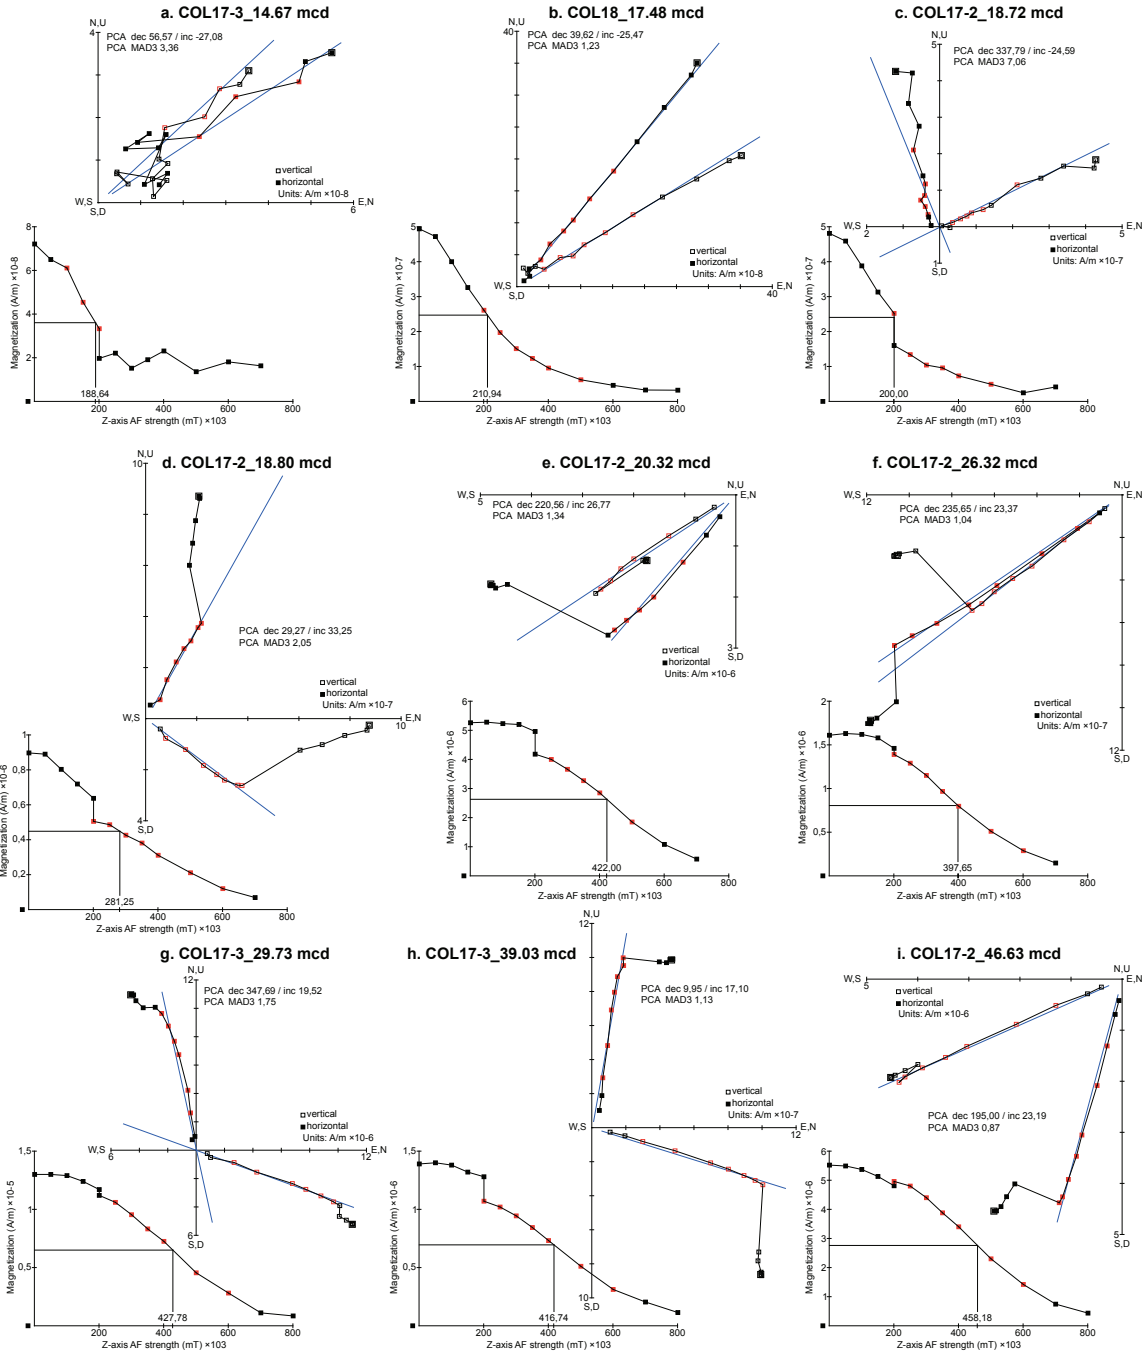 a. COL17-3_14.67 mcd
N,U
4
PCA dec 56,57 / inc -27,08
PCA MAD3 3,36
vertical
horizontal
Units: A/m ×10-8
W,S
S,D
E,N
6
8
6
4
2
Magnetization (A/m) ×10-8
188,64
200
400
600
800
Z-axis AF strength (mT) ×103
b. COL18_17.48 mcd
N,U
40
PCA dec 39,62 / inc -25,47
PCA MAD3 1,23
vertical
horizontal
Units: A/m ×10-8
W,S
S,D
E,N
40
5
4
3
2
1
Magnetization (A/m) ×10-7
210,94
200
400
600
800
Z-axis AF strength (mT) ×103
c. COL17-2_18.72 mcd
N,U
5
PCA dec 337,79 / inc -24,59
PCA MAD3 7,06
vertical
horizontal
Units: A/m ×10-7
W,S
2
E,N
5
1
S,D
5
4
3
2
1
Magnetization (A/m) ×10-7
200,00
200
400
600
800
Z-axis AF strength (mT) ×103
d. COL17-2_18.80 mcd
N,U
10
PCA dec 29,27 / inc 33,25
PCA MAD3 2,05
vertical
horizontal
Units: A/m ×10-7
W,S
E,N
10
4
S,D
1
0,8
0,6
0,4
0,2
Magnetization (A/m) ×10-6
281,25
200
400
600
800
Z-axis AF strength (mT) ×103
e. COL17-2_20.32 mcd
N,U
W,S
5
E,N
PCA dec 220,56 / inc 26,77
PCA MAD3 1,34
3
S,D
vertical
horizontal
Units: A/m ×10-6
6
5
4
3
2
1
Magnetization (A/m) ×10-6
422,00
200
400
600
800
Z-axis AF strength (mT) ×103
f. COL17-2_26.32 mcd
N,U
W,S
12
E,N
PCA dec 235,65 / inc 23,37
PCA MAD3 1,04
vertical
horizontal
Units: A/m ×10-7
12
S,D
2
1,5
1
0,5
Magnetization (A/m) ×10-6
397,65
200
400
600
800
Z-axis AF strength (mT) ×103
g. COL17-3_29.73 mcd
N,U
12
PCA dec 347,69 / inc 19,52
PCA MAD3 1,75
vertical
horizontal
Units: A/m ×10-6
W,S
6
E,N
12
6
S,D
1,5
1
0,5
Magnetization (A/m) ×10-5
427,78
200
400
600
800
Z-axis AF strength (mT) ×103
h. COL17-3_39.03 mcd
N,U
12
PCA dec 9,95 / inc 17,10
PCA MAD3 1,13
vertical
horizontal
Units: A/m ×10-7
W,S
E,N
12
10
S,D
1,5
1
0,5
Magnetization (A/m) ×10-6
416,74
200
400
600
800
Z-axis AF strength (mT) ×103
i. COL17-2_46.63 mcd
N,U
W,S
5
E,N
vertical
horizontal
Units: A/m ×10-6
PCA dec 195,00 / inc 23,19
PCA MAD3 0,87
5
S,D
6
5
4
3
2
1
Magnetization (A/m) ×10-6
458,18
200
400
600
800
Z-axis AF strength (mT) ×103